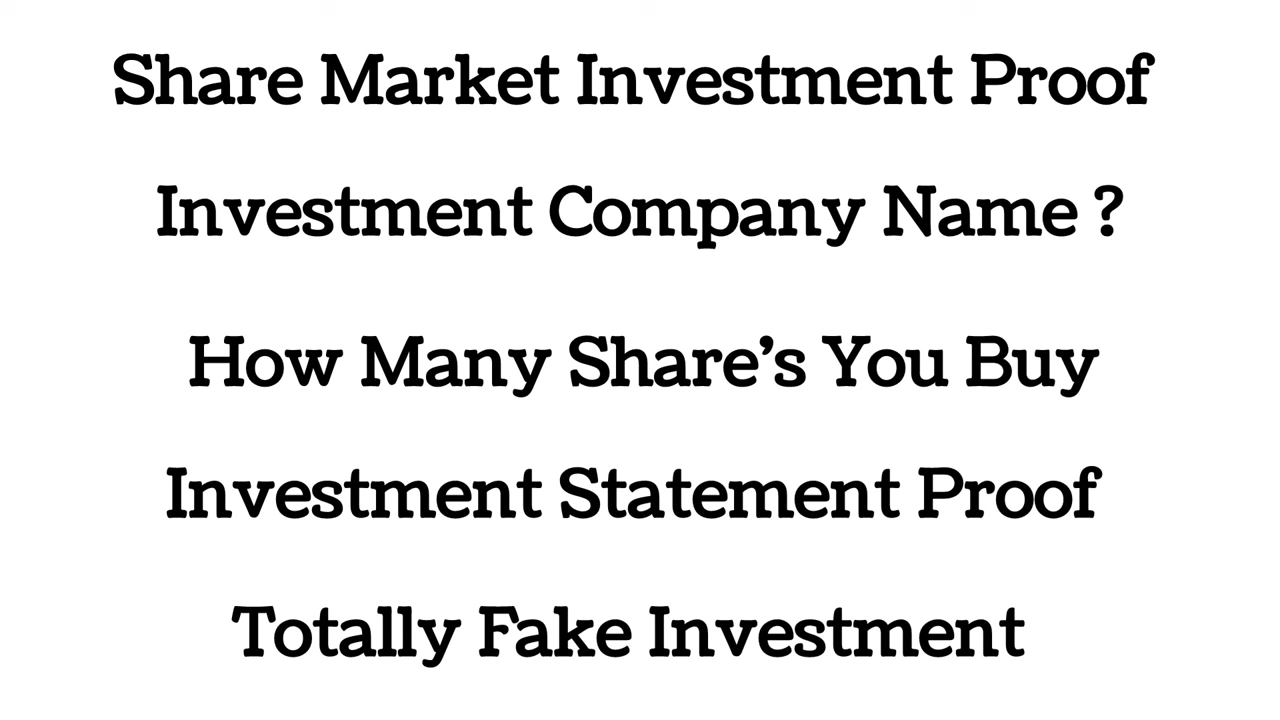 Share Market Investment Proof
Investment Company Name ?
How Many Share’s You Buy
Investment Statement Proof
Totally Fake Investment